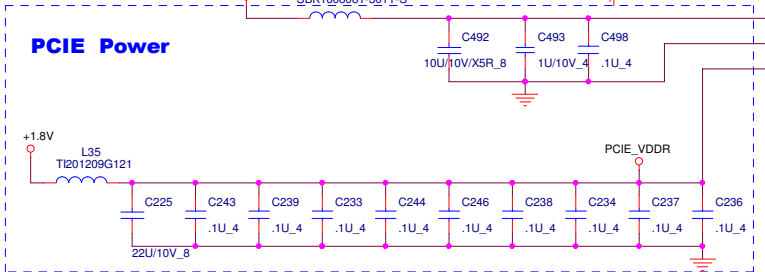 PCIE Power
C492
C493
C498
10U/10V/X5R_8
1U/10V_4
.1U_4
+1.8V
L35
TI201209G121
PCIE_VDDR
C225
C243
C239
C233
C244
C246
C238
C234
C237
C236
.1U_4
.1U_4
.1U_4
.1U_4
.1U_4
.1U_4
.1U_4
.1U_4
.1U_4
22U/10V_8